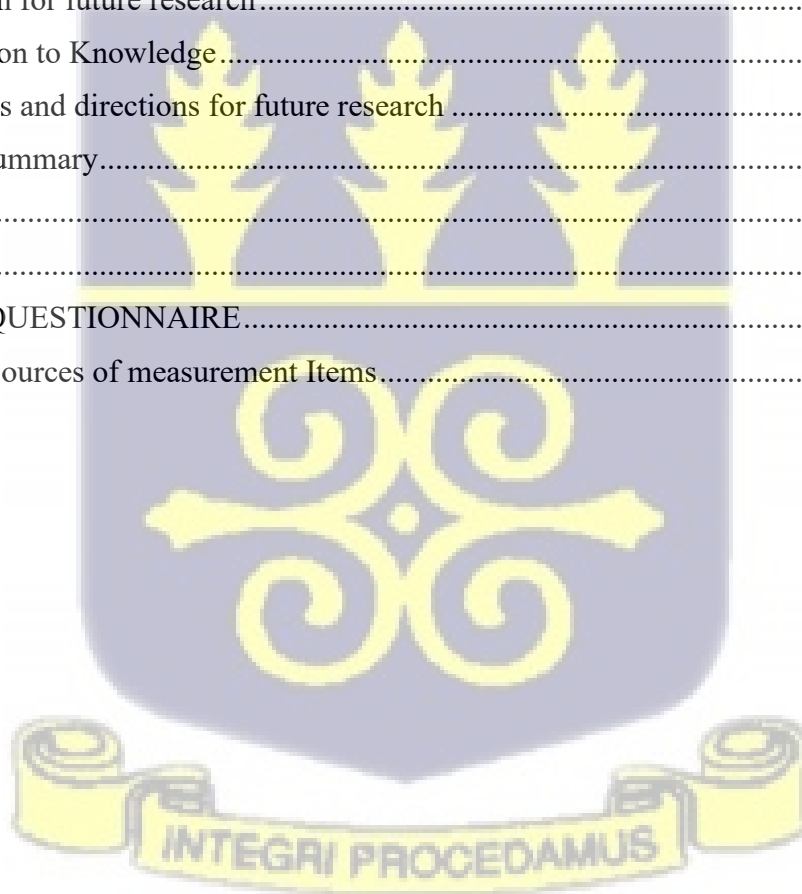 for future research........................................................
on to Knowledge........................................................
s and directions for future research ........................................
ummary........................................................
........................................................
........................................................
QUESTIONNAIRE........................................................
ources of measurement Items........................................................
INTEGRI PROCEDAMUS